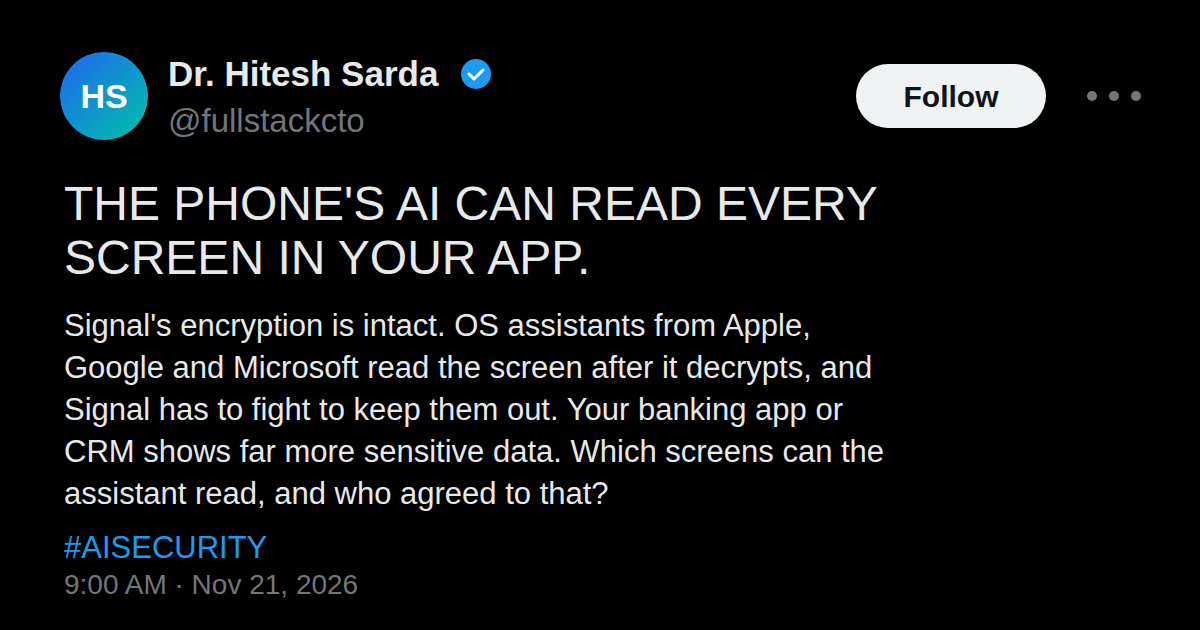 HS
Dr. Hitesh Sarda
@fullstackcto
Follow
THE PHONE'S AI CAN READ EVERY
SCREEN IN YOUR APP.
Signal's encryption is intact. OS assistants from Apple,
Google and Microsoft read the screen after it decrypts, and
Signal has to fight to keep them out. Your banking app or
CRM shows far more sensitive data. Which screens can the
assistant read, and who agreed to that?
#AISECURITY
9:00 AM · Nov 21, 2026